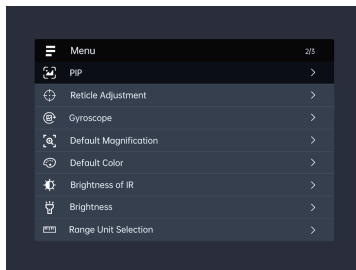 Menu 2/3
PIP
Reticle Adjustment
Gyroscope
Default Magnification
Default Color
Brightness of IR
Brightness
Range Unit Selection